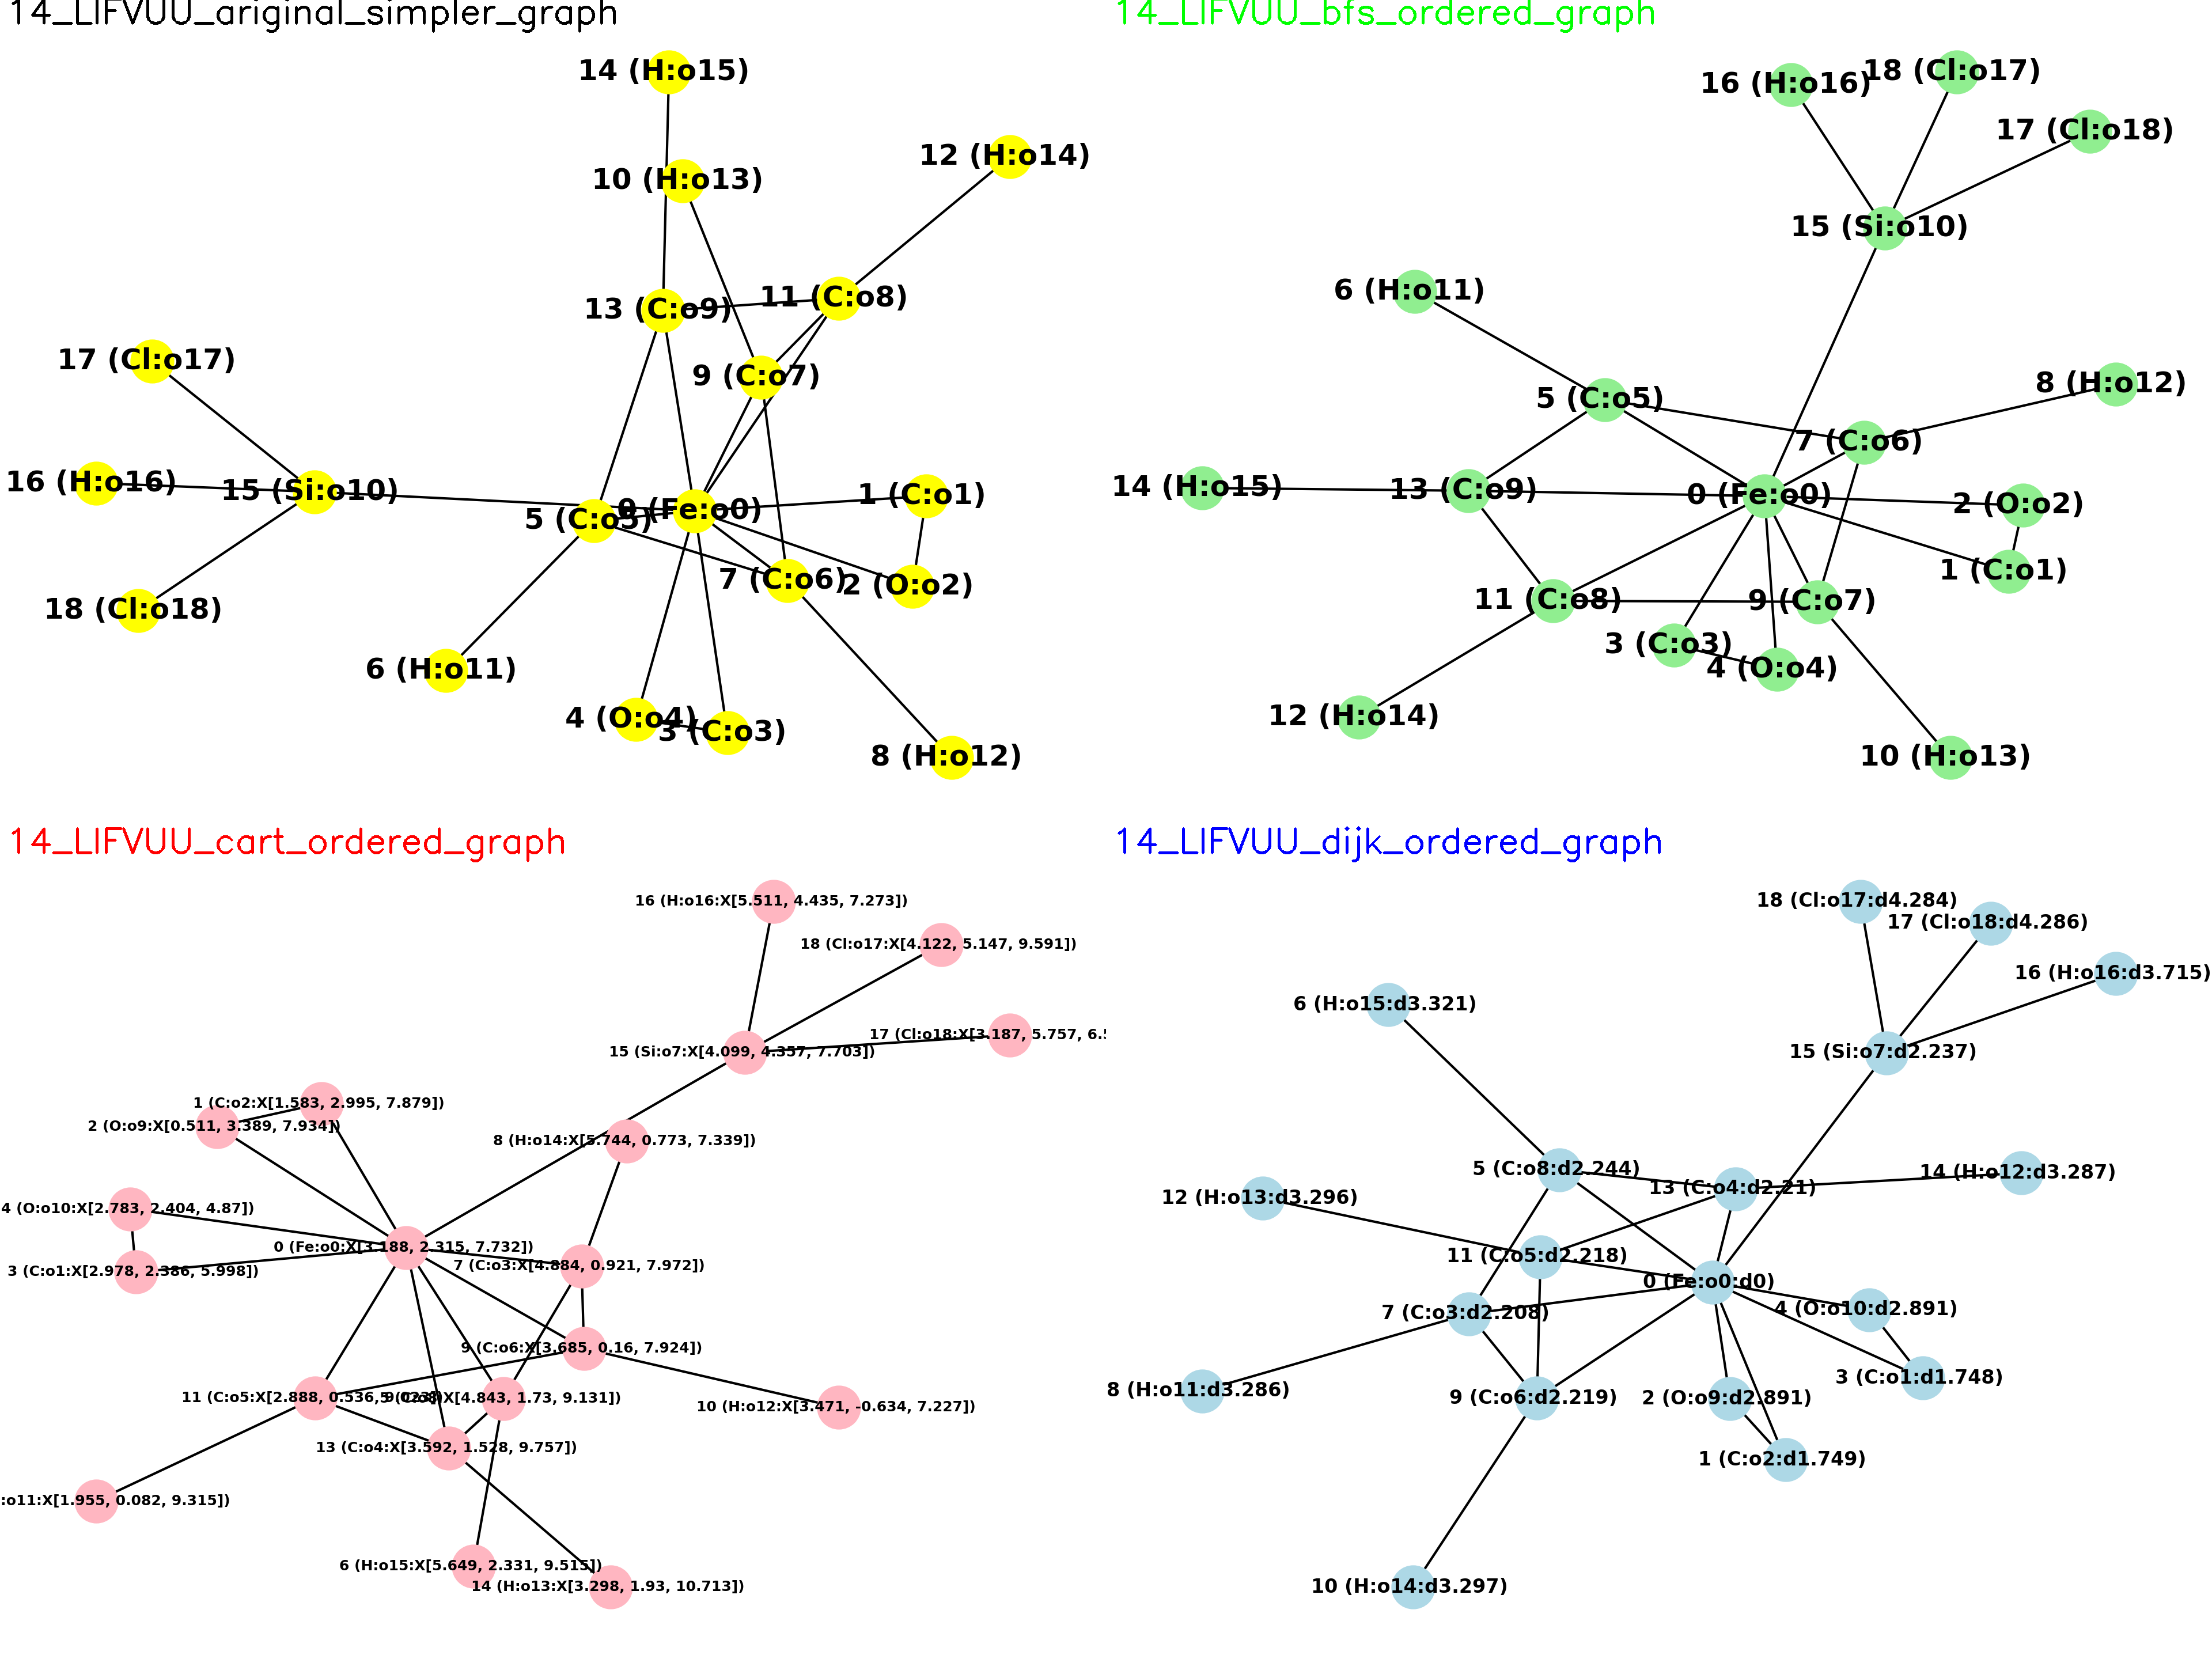 14_LIFVUU_ariginal_simpler_graph
14 (H:o15)
12 (H:o14)
10 (H:o13)
11 (C:o8)
13 (C:o9)
17 (Cl:o17)
9 (C:o7)
16 (H:o16)
15 (Si:o10)
1 (C:o1)
0 (Fe:o0)
5 (C:o5)
7 (C:o6)
2 (O:o2)
18 (Cl:o18)
6 (H:o11)
4 (O:o4)
3 (C:o3)
8 (H:o12)
14_LIFVUU_bfs_ordered_graph
18 (Cl:o17)
16 (H:o16)
17 (Cl:o18)
15 (Si:o10)
6 (H:o11)
8 (H:o12)
5 (C:o5)
7 (C:o6)
14 (H:o15)
13 (C:o9)
0 (Fe:o0)
2 (O:o2)
1 (C:o1)
11 (C:o8)
9 (C:o7)
3 (C:o3)
4 (O:o4)
12 (H:o14)
10 (H:o13)
14_LIFVUU_cart_ordered_graph
16 (H:o16:X[5.511, 4.435, 7.273])
18 (Cl:o17:X[4.122, 5.147, 9.591])
17 (Cl:o18:X[3.187, 5.757, 6.5
15 (Si:o7:X[4.099, 4.357, 7.703])
1 (C:o2:X[1.583, 2.995, 7.879])
2 (O:o9:X[0.511, 3.389, 7.934])
8 (H:o14:X[5.744, 0.773, 7.339])
4 (O:o10:X[2.783, 2.404, 4.87])
0 (Fe:o0:X[3.188, 2.315, 7.732])
7 (C:o3:X[4.884, 0.921, 7.972])
3 (C:o1:X[2.978, 2.386, 5.998])
9 (C:o6:X[3.685, 0.16, 7.924])
11 (C:o5:X[2.888, 0.536, 9.023])
5 (C:o8:X[4.843, 1.73, 9.131])
10 (H:o12:X[3.471, -0.634, 7.227])
13 (C:o4:X[3.592, 1.528, 9.757])
:o11:X[1.955, 0.082, 9.315])
6 (H:o15:X[5.649, 2.331, 9.515])
14 (H:o13:X[3.298, 1.93, 10.713])
14_LIFVUU_dijk_ordered_graph
18 (Cl:o17:d4.284)
17 (Cl:o18:d4.286)
16 (H:o16:d3.715)
6 (H:o15:d3.321)
15 (Si:o7:d2.237)
5 (C:o8:d2.244)
14 (H:o12:d3.287)
13 (C:o4:d2.21)
12 (H:o13:d3.296)
11 (C:o5:d2.218)
0 (Fe:o0:d0)
4 (O:o10:d2.891)
7 (C:o3:d2.208)
3 (C:o1:d1.748)
8 (H:o11:d3.286)
9 (C:o6:d2.219)
2 (O:o9:d2.891)
1 (C:o2:d1.749)
10 (H:o14:d3.297)